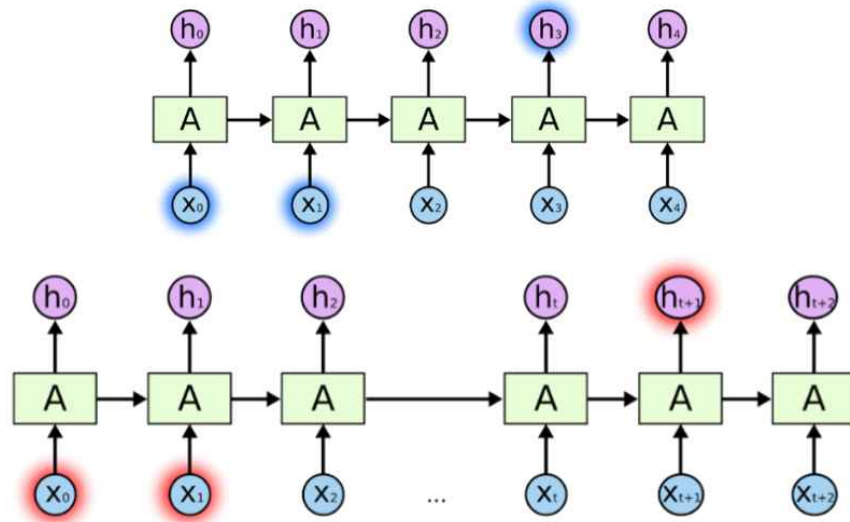 h₀ h₁ h₂ h₃ h₄
A A A A A
x₀ x₁ x₂ x₃ x₄
h₀ h₁ h₂ hₜ hₜ₊₁ hₜ₊₂
A A A A A A
x₀ x₁ x₂ ... xₜ xₜ₊₁ xₜ₊₂